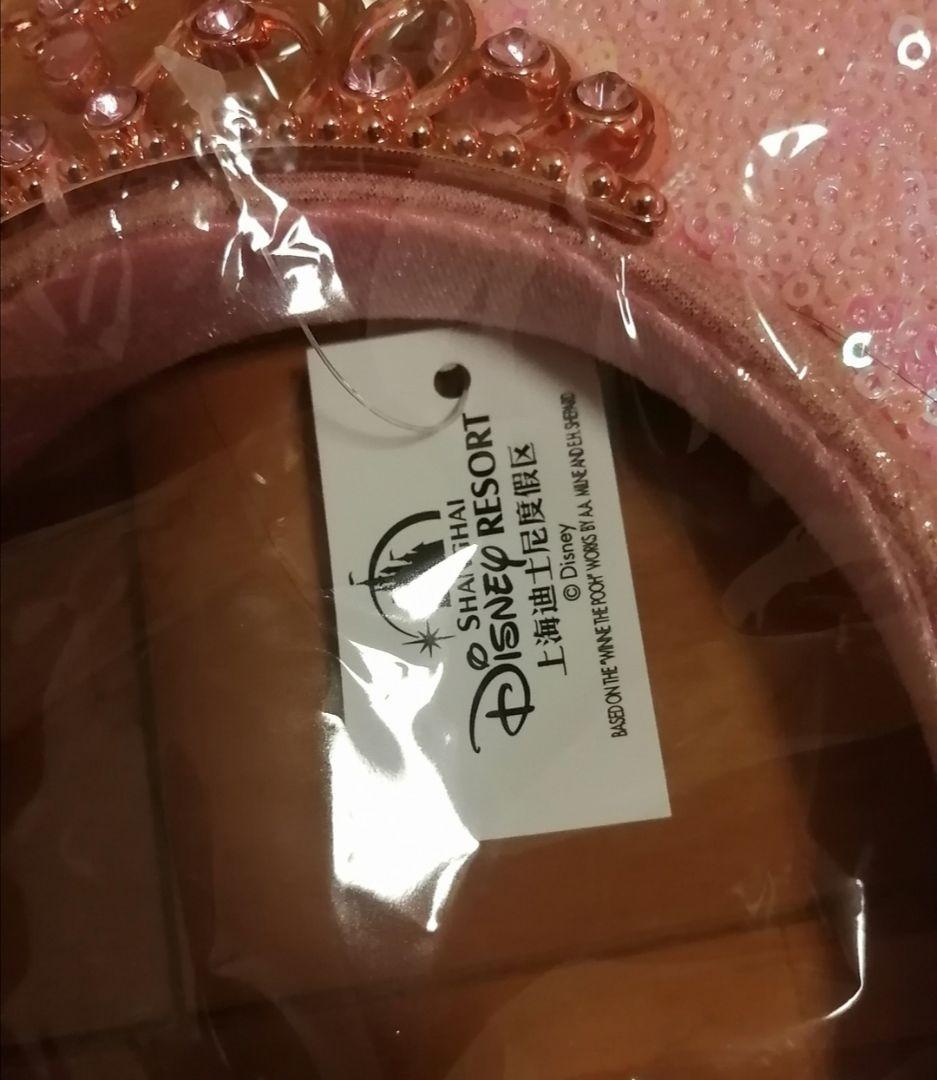 SHANGHAI
DISNEY RESORT
上海迪士尼度假区
© Disney
BASED ON THE "WINNIE THE POOH" WORKS BY A.A. MILNE AND E.H. SHEPARD